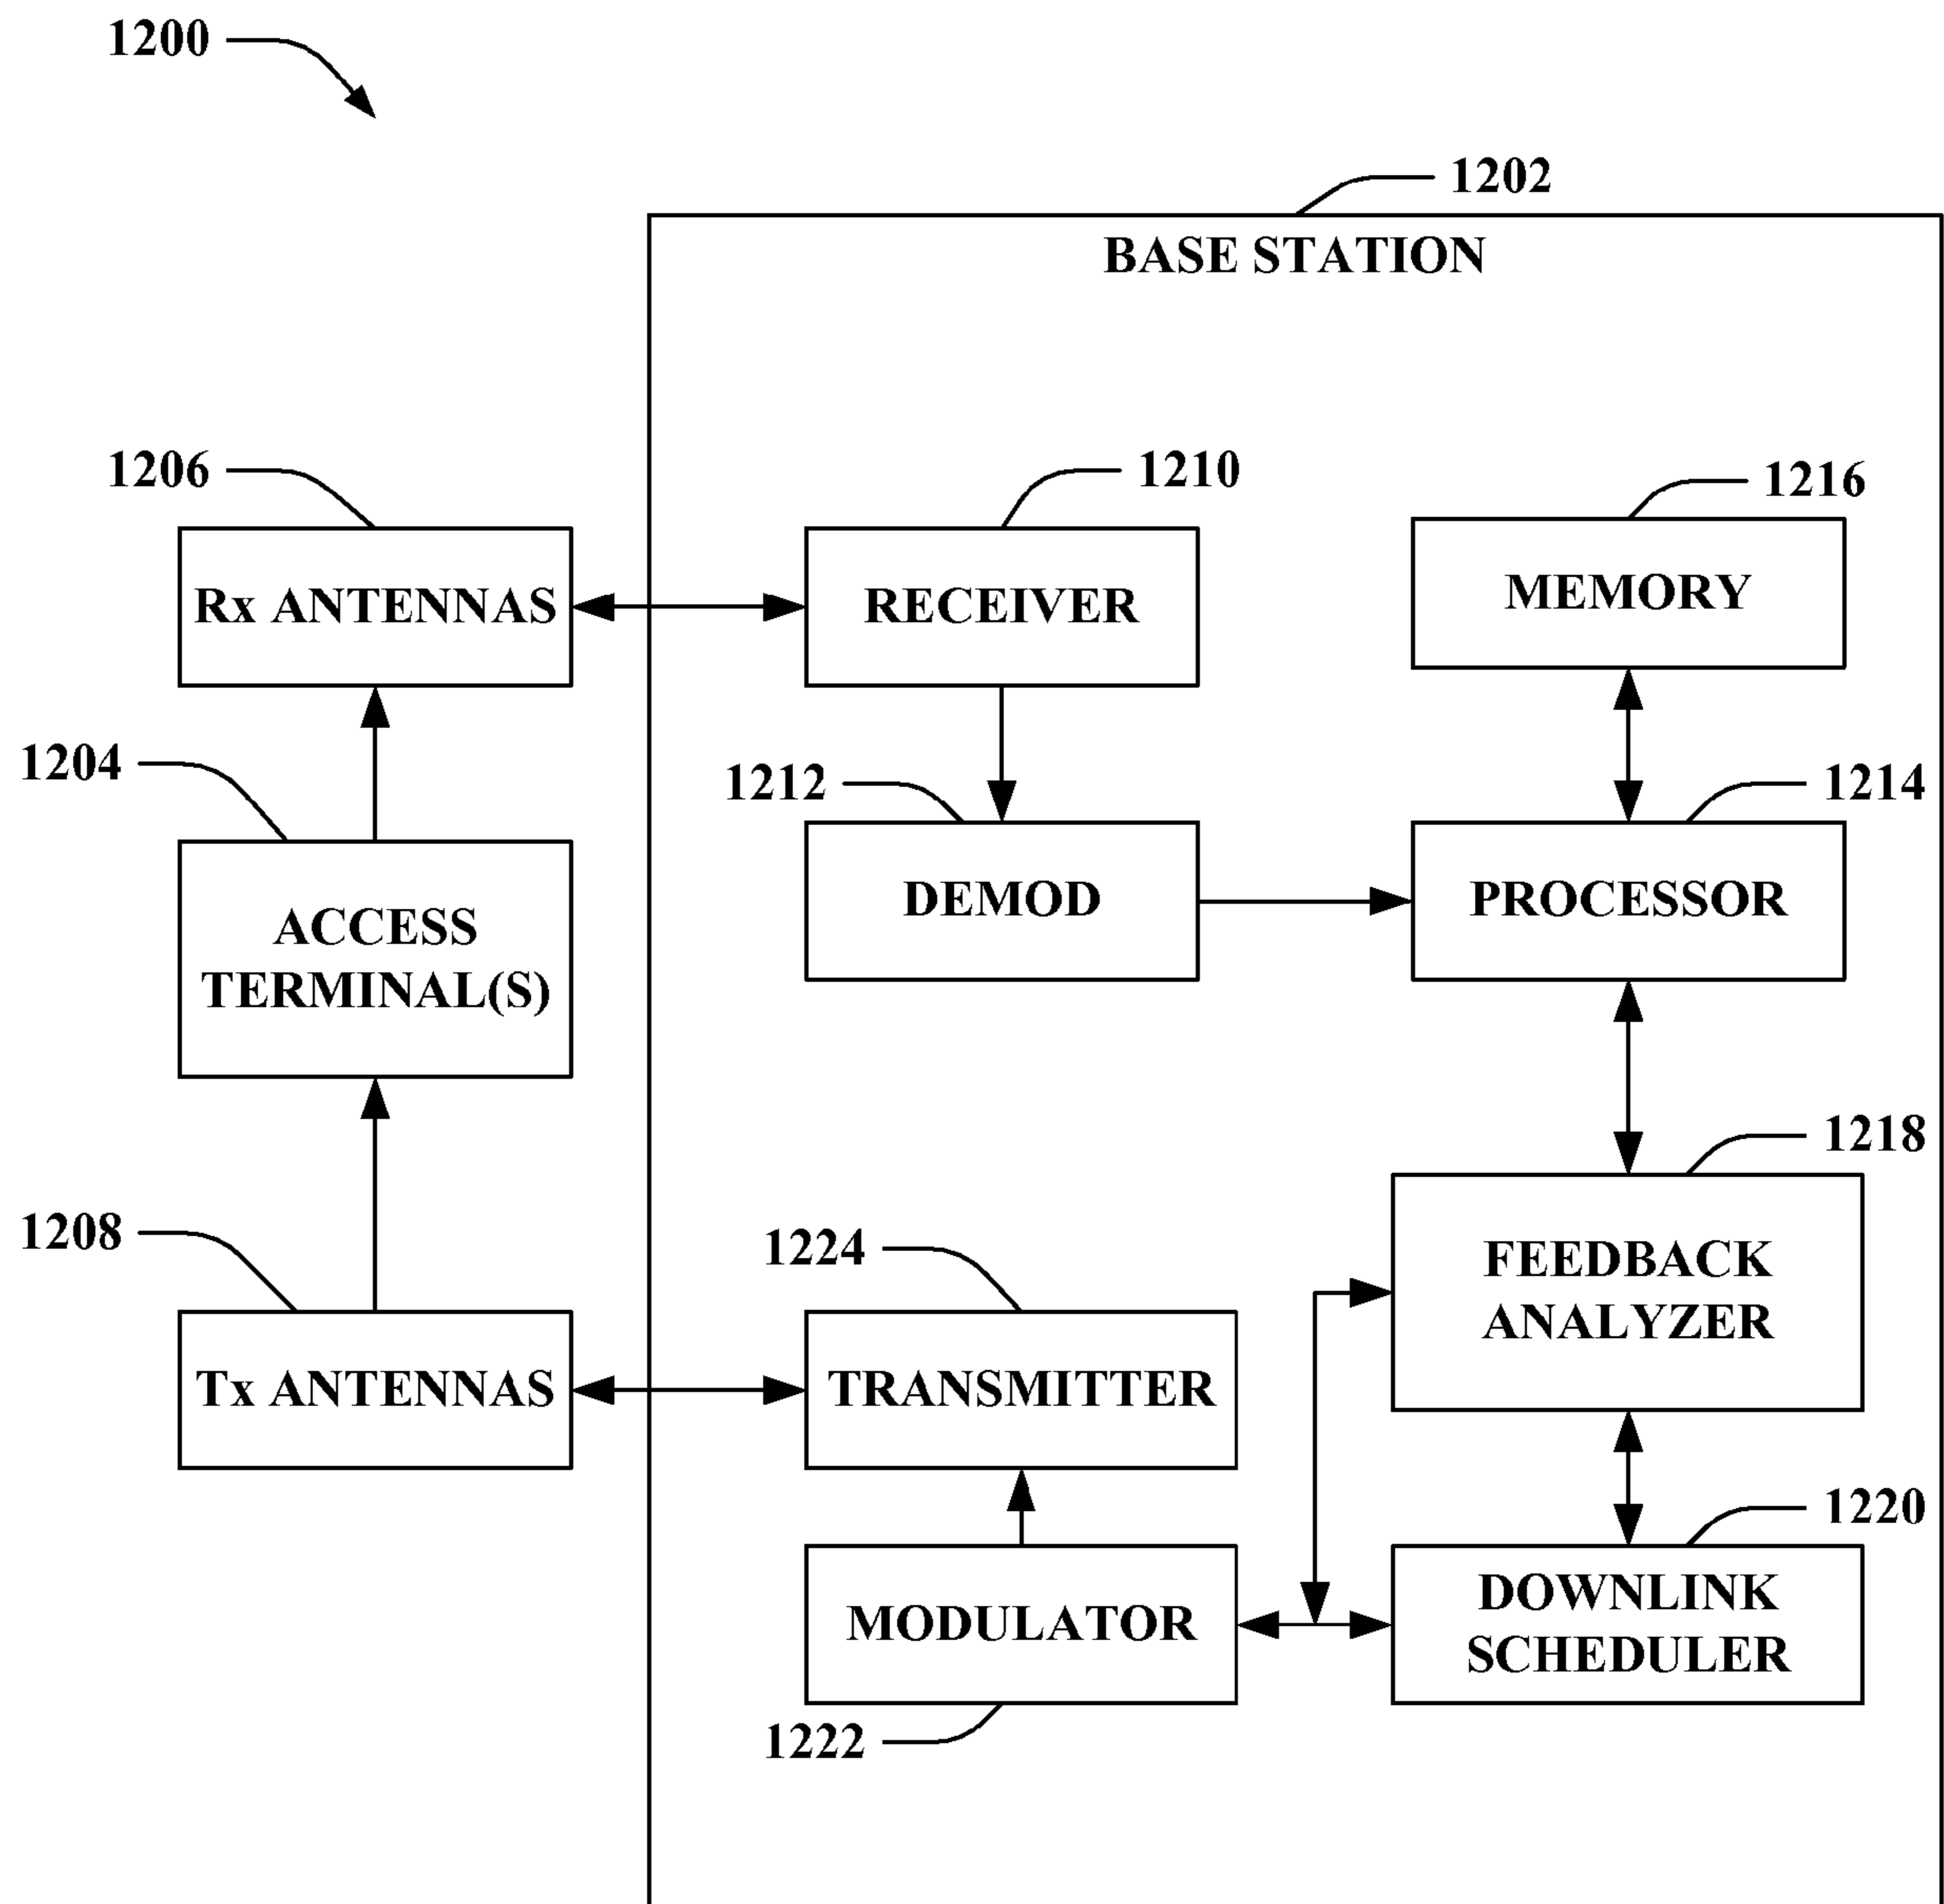 1200
1202
BASE STATION
1206
1210
1216
Rx ANTENNAS
RECEIVER
MEMORY
1204
1212
1214
ACCESS
TERMINAL(S)
DEMOD
PROCESSOR
1208
1224
1218
Tx ANTENNAS
TRANSMITTER
FEEDBACK
ANALYZER
1220
MODULATOR
DOWNLINK
SCHEDULER
1222